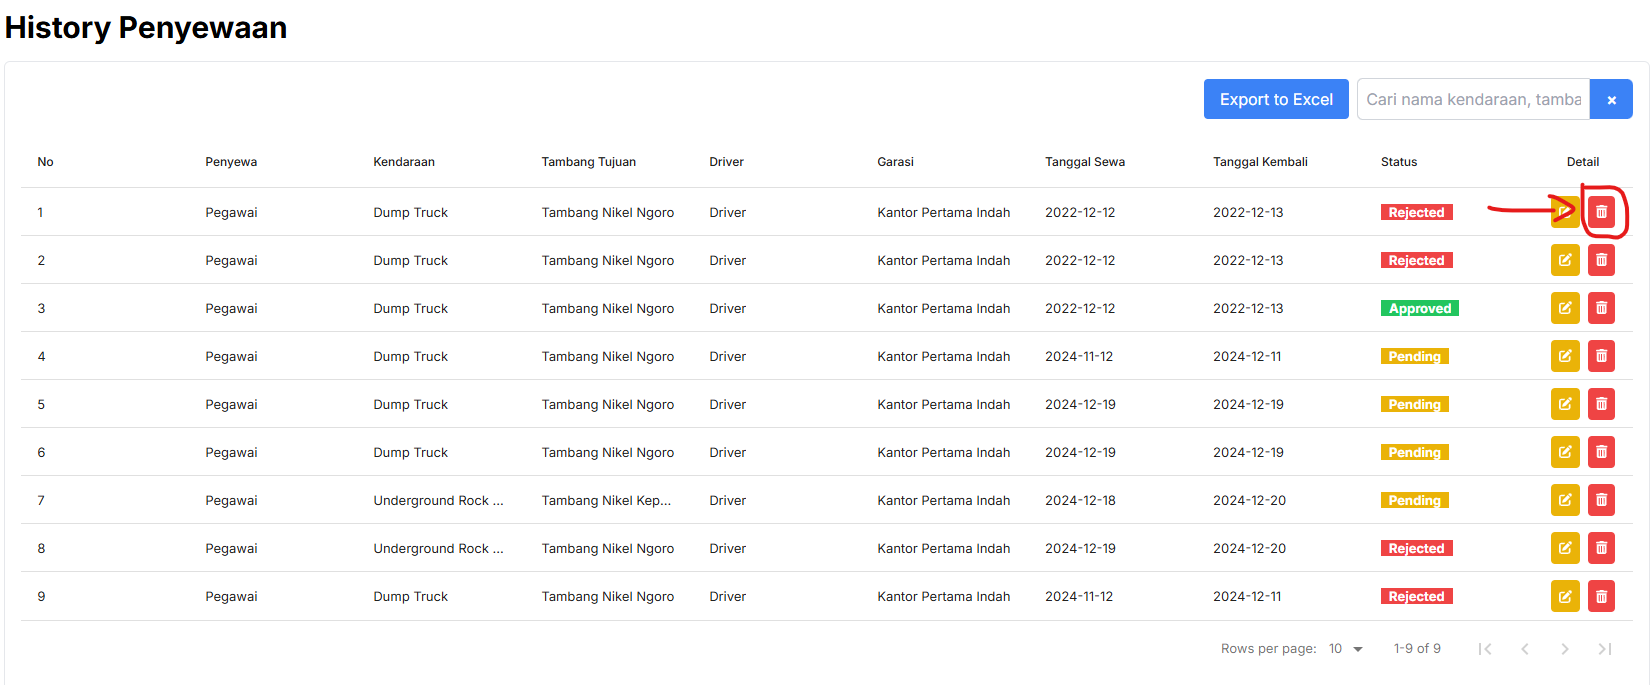 History Penyewaan
Export to Excel Cari nama kendaraan, tamba ×
No Penyewa Kendaraan Tambang Tujuan Driver Garasi Tanggal Sewa Tanggal Kembali Status Detail
1 Pegawai Dump Truck Tambang Nikel Ngoro Driver Kantor Pertama Indah 2022-12-12 2022-12-13 Rejected
2 Pegawai Dump Truck Tambang Nikel Ngoro Driver Kantor Pertama Indah 2022-12-12 2022-12-13 Rejected
3 Pegawai Dump Truck Tambang Nikel Ngoro Driver Kantor Pertama Indah 2022-12-12 2022-12-13 Approved
4 Pegawai Dump Truck Tambang Nikel Ngoro Driver Kantor Pertama Indah 2024-11-12 2024-12-11 Pending
5 Pegawai Dump Truck Tambang Nikel Ngoro Driver Kantor Pertama Indah 2024-12-19 2024-12-19 Pending
6 Pegawai Dump Truck Tambang Nikel Ngoro Driver Kantor Pertama Indah 2024-12-19 2024-12-19 Pending
7 Pegawai Underground Rock ... Tambang Nikel Kep... Driver Kantor Pertama Indah 2024-12-18 2024-12-20 Pending
8 Pegawai Underground Rock ... Tambang Nikel Ngoro Driver Kantor Pertama Indah 2024-12-19 2024-12-20 Rejected
9 Pegawai Dump Truck Tambang Nikel Ngoro Driver Kantor Pertama Indah 2024-11-12 2024-12-11 Rejected
Rows per page: 10 1-9 of 9